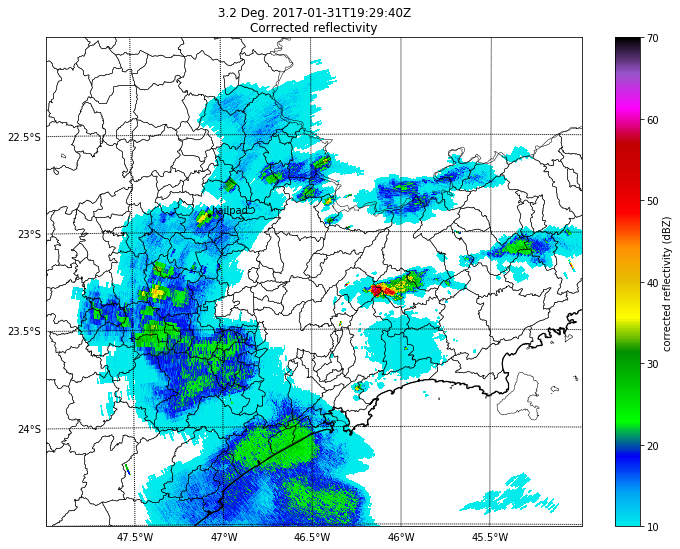 3.2 Deg. 2017-01-31T19:29:40Z
Corrected reflectivity
70
60
50
40
30
20
10
corrected reflectivity (dBZ)
22.5°S
23°S
23.5°S
24°S
hailpad
47.5°W
47°W
46.5°W
46°W
45.5°W